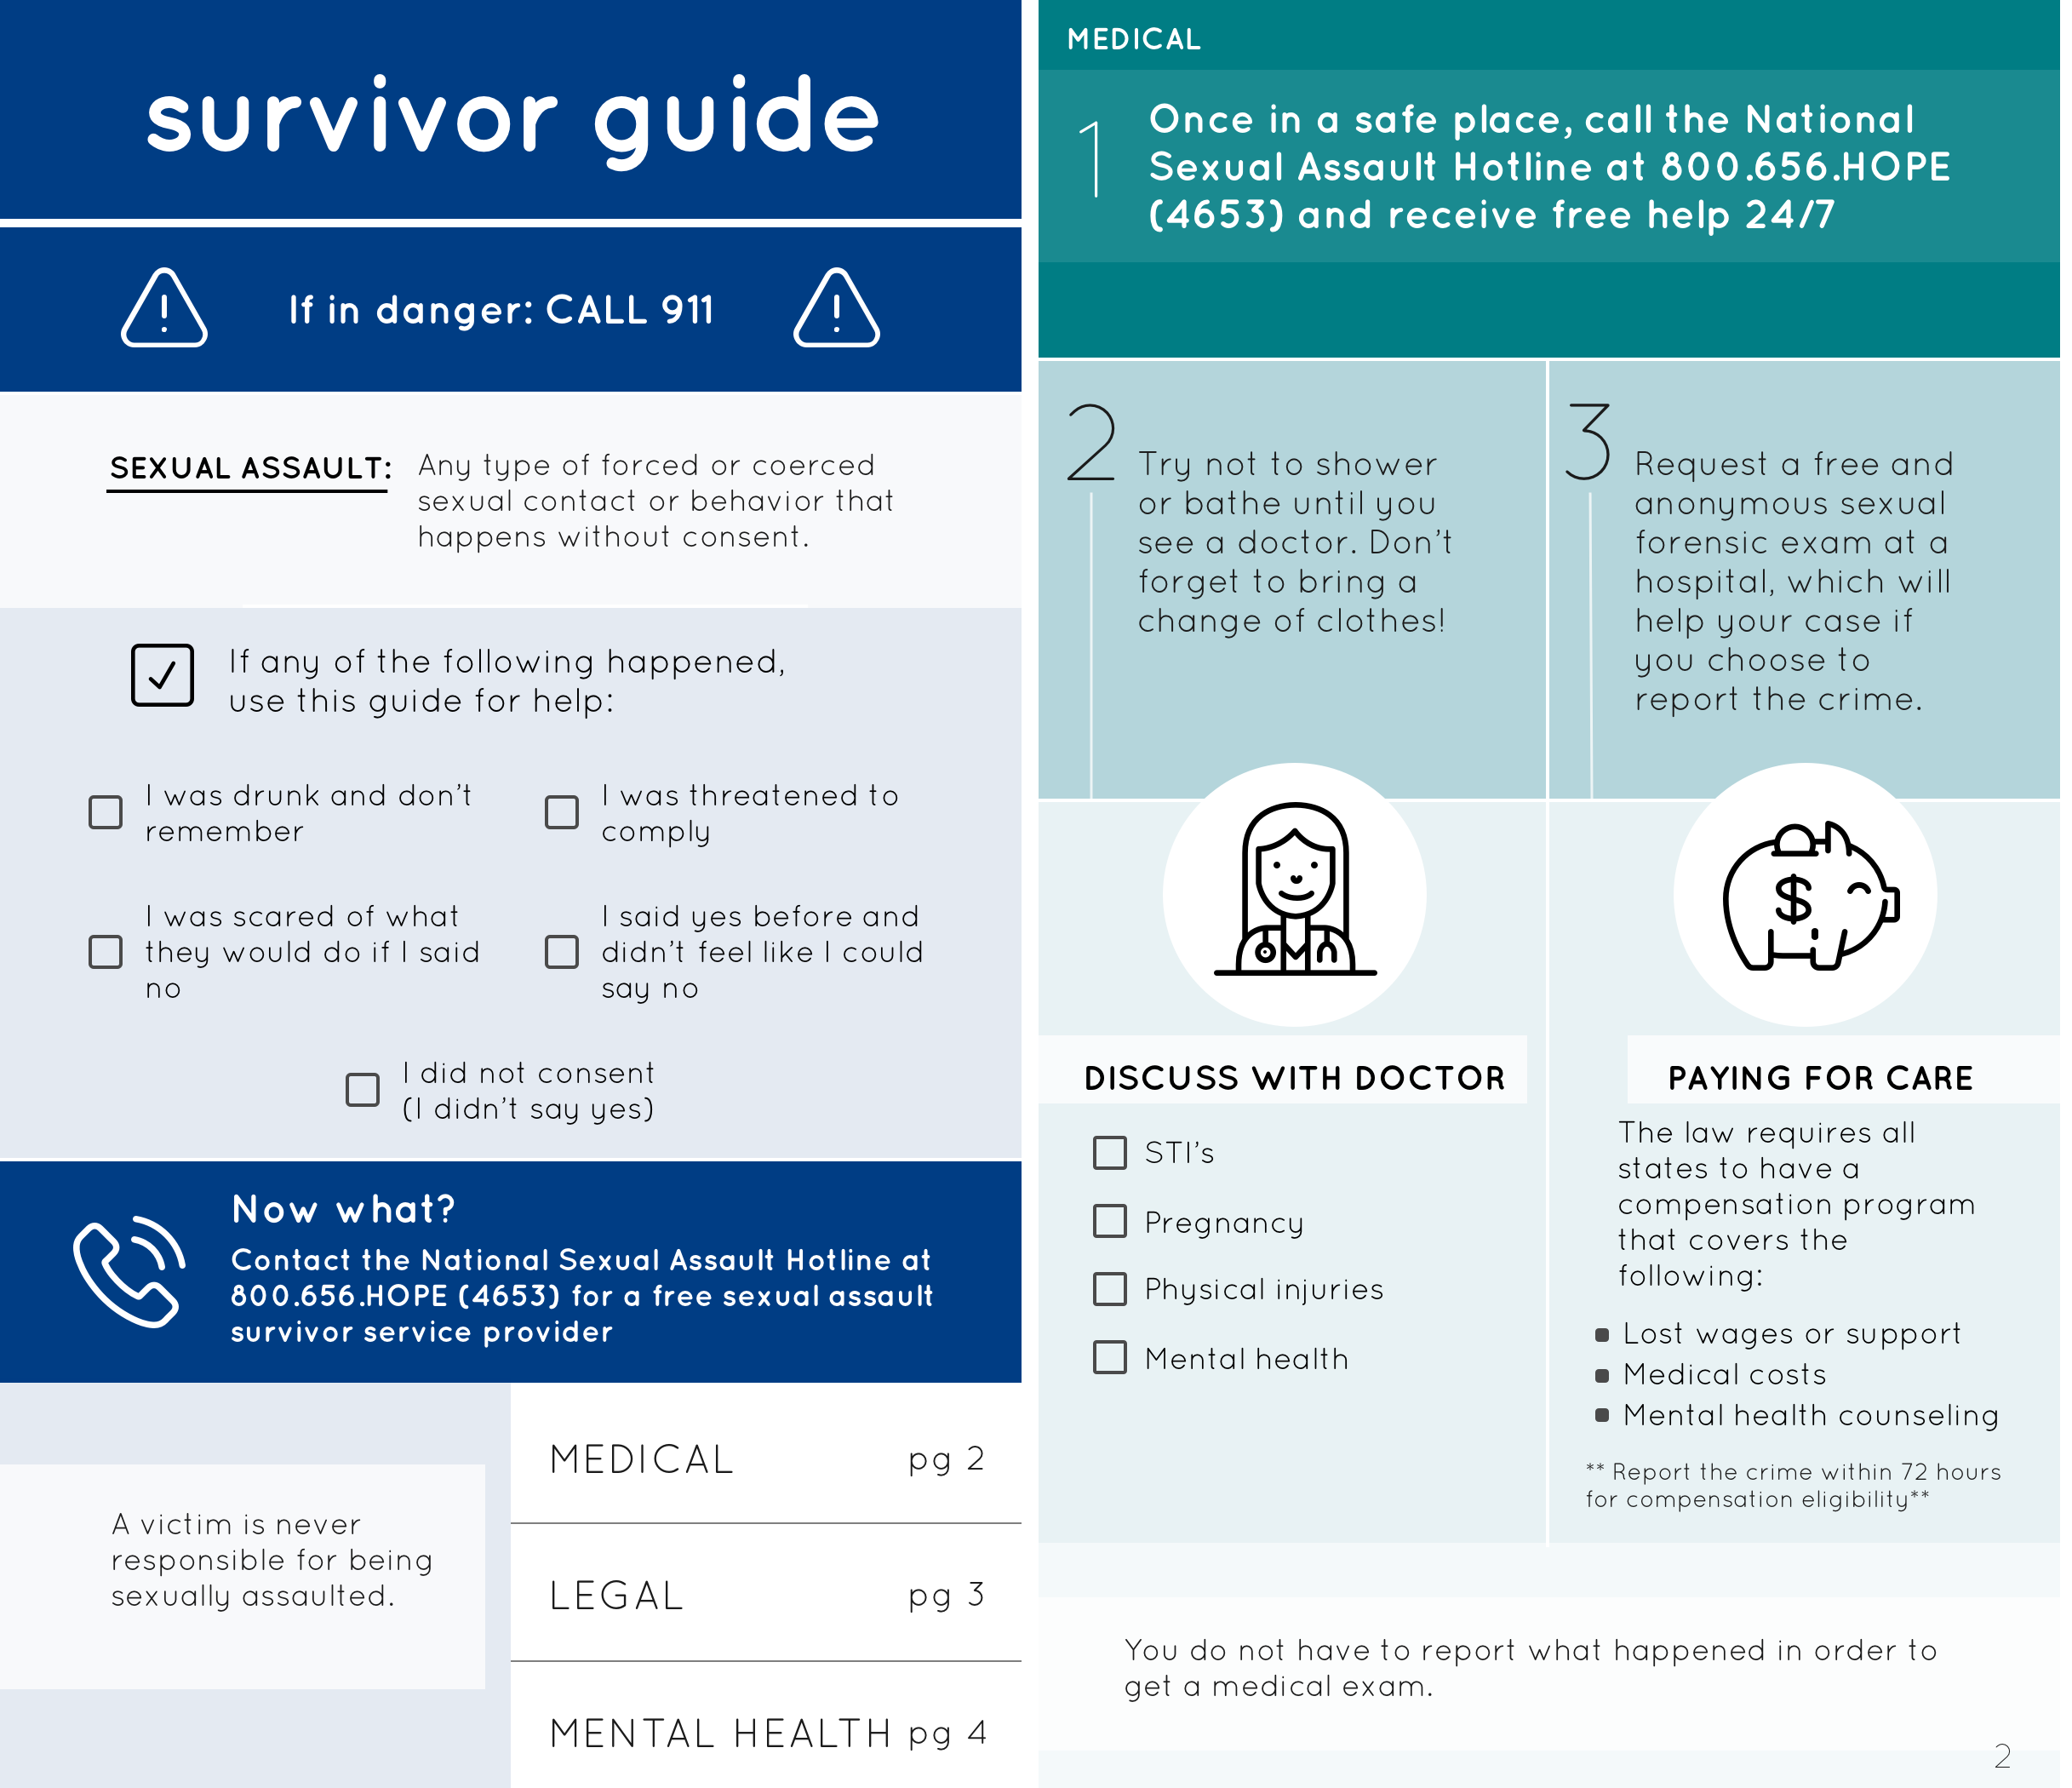 survivor guide
If in danger: CALL 911
SEXUAL ASSAULT: Any type of forced or coerced
sexual contact or behavior that
happens without consent.
If any of the following happened,
use this guide for help:
I was drunk and don't
remember
I was threatened to
comply
I was scared of what
they would do if I said
no
I said yes before and
didn't feel like I could
say no
I did not consent
(I didn't say yes)
Now what?
Contact the National Sexual Assault Hotline at
800.656.HOPE (4653) for a free sexual assault
survivor service provider
A victim is never
responsible for being
sexually assaulted.
MEDICAL pg 2
LEGAL pg 3
MENTAL HEALTH pg 4
MEDICAL
1
Once in a safe place, call the National
Sexual Assault Hotline at 800.656.HOPE
(4653) and receive free help 24/7
2
Try not to shower
or bathe until you
see a doctor. Don't
forget to bring a
change of clothes!
3
Request a free and
anonymous sexual
forensic exam at a
hospital, which will
help your case if
you choose to
report the crime.
$
DISCUSS WITH DOCTOR
STI's
Pregnancy
Physical injuries
Mental health
PAYING FOR CARE
The law requires all
states to have a
compensation program
that covers the
following:
Lost wages or support
Medical costs
Mental health counseling
** Report the crime within 72 hours
for compensation eligibility**
You do not have to report what happened in order to
get a medical exam.
2